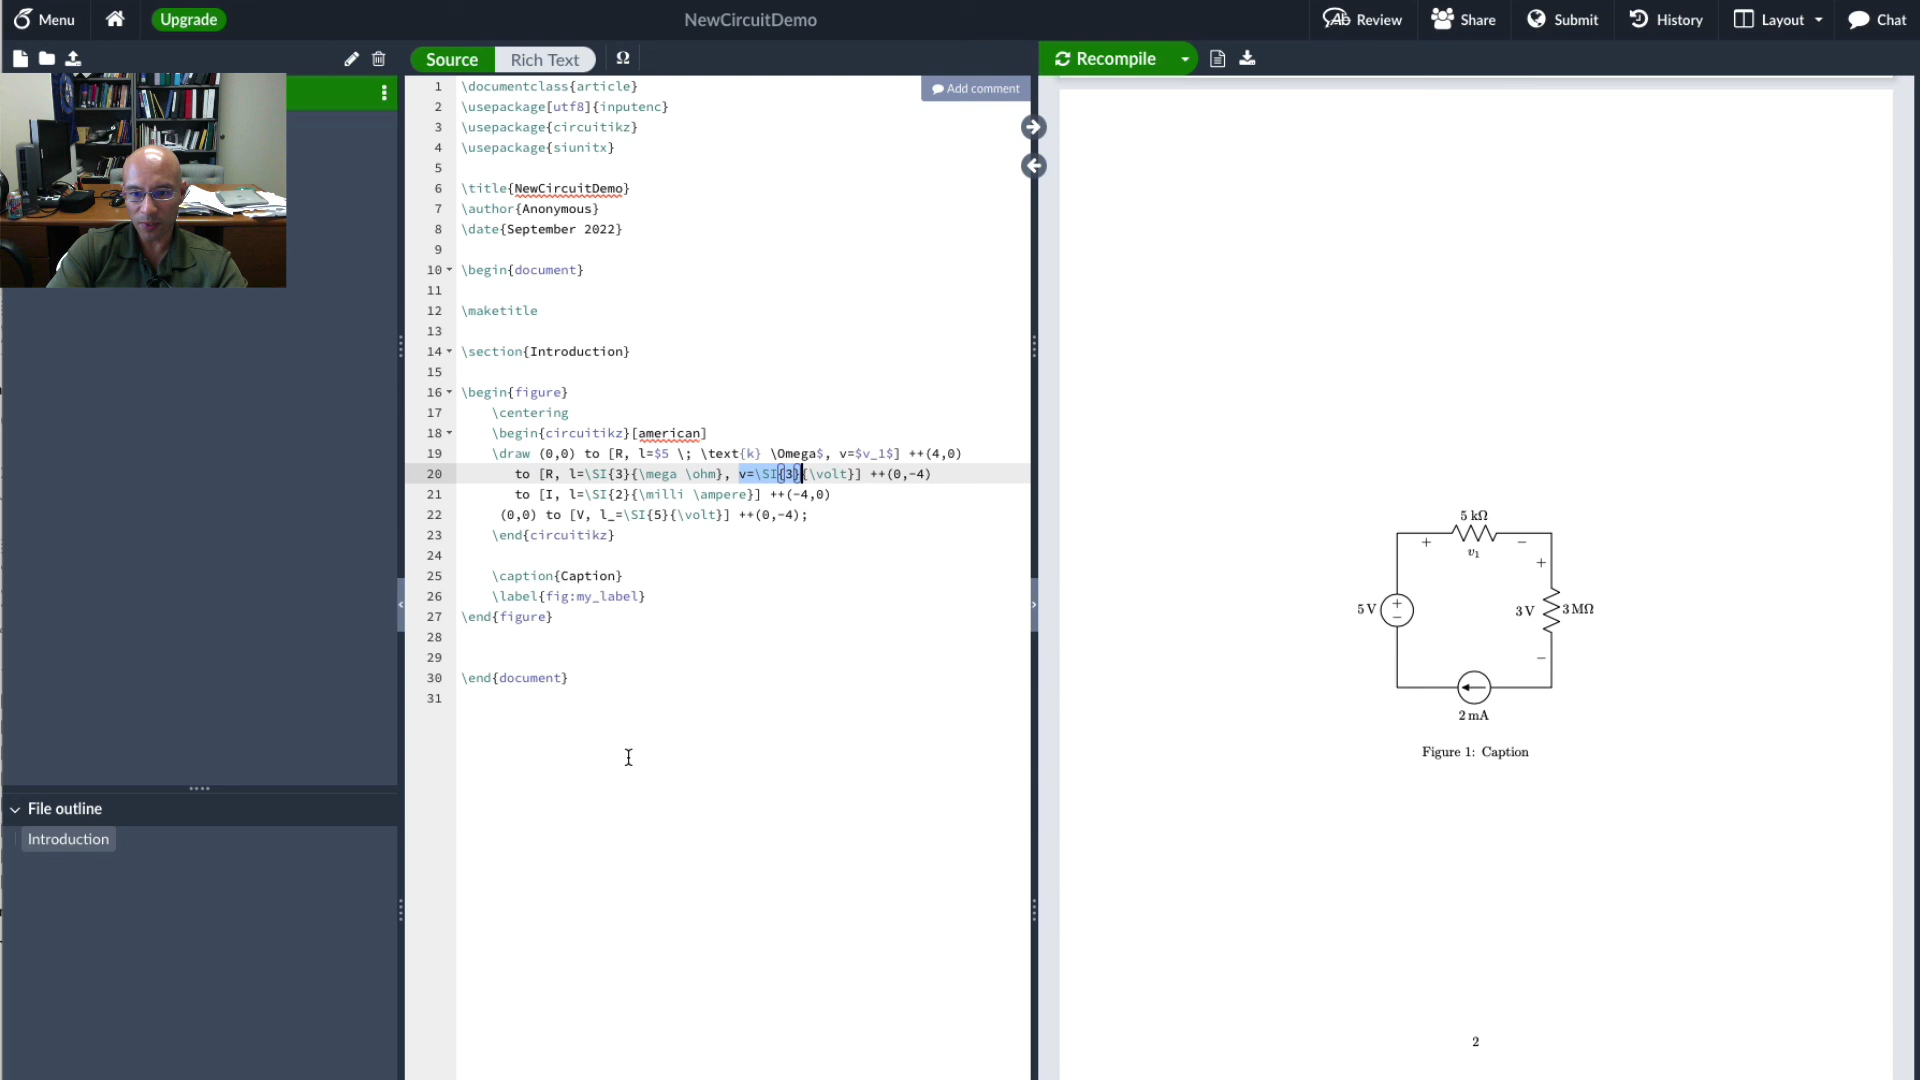 Menu
Upgrade
NewCircuitDemo
Review
Share
Submit
History
Layout
Chat
Source
Rich Text
Ω
Recompile
Add comment
1 \documentclass{article}
2 \usepackage[utf8]{inputenc}
3 \usepackage{circuitikz}
4 \usepackage{siunitx}
5
6 \title{NewCircuitDemo}
7 \author{Anonymous}
8 \date{September 2022}
9
10 \begin{document}
11
12 \maketitle
13
14 \section{Introduction}
15
16 \begin{figure}
17 \centering
18 \begin{circuitikz}[american]
19 \draw (0,0) to [R, l=$5 \; \text{k} \Omega$, v=$v_1$] ++(4,0)
20 to [R, l=\SI{3}{\mega \ohm}, v=\SI{3}{\volt}] ++(0,-4)
21 to [I, l=\SI{2}{\milli \ampere}] ++(-4,0)
22 (0,0) to [V, l_=\SI{5}{\volt}] ++(0,-4);
23 \end{circuitikz}
24
25 \caption{Caption}
26 \label{fig:my_label}
27 \end{figure}
28
29
30 \end{document}
31
File outline
Introduction
5 kΩ
+ −
v₁
+
5 V
+
−
3 V
3 MΩ
−
2 mA
Figure 1: Caption
2